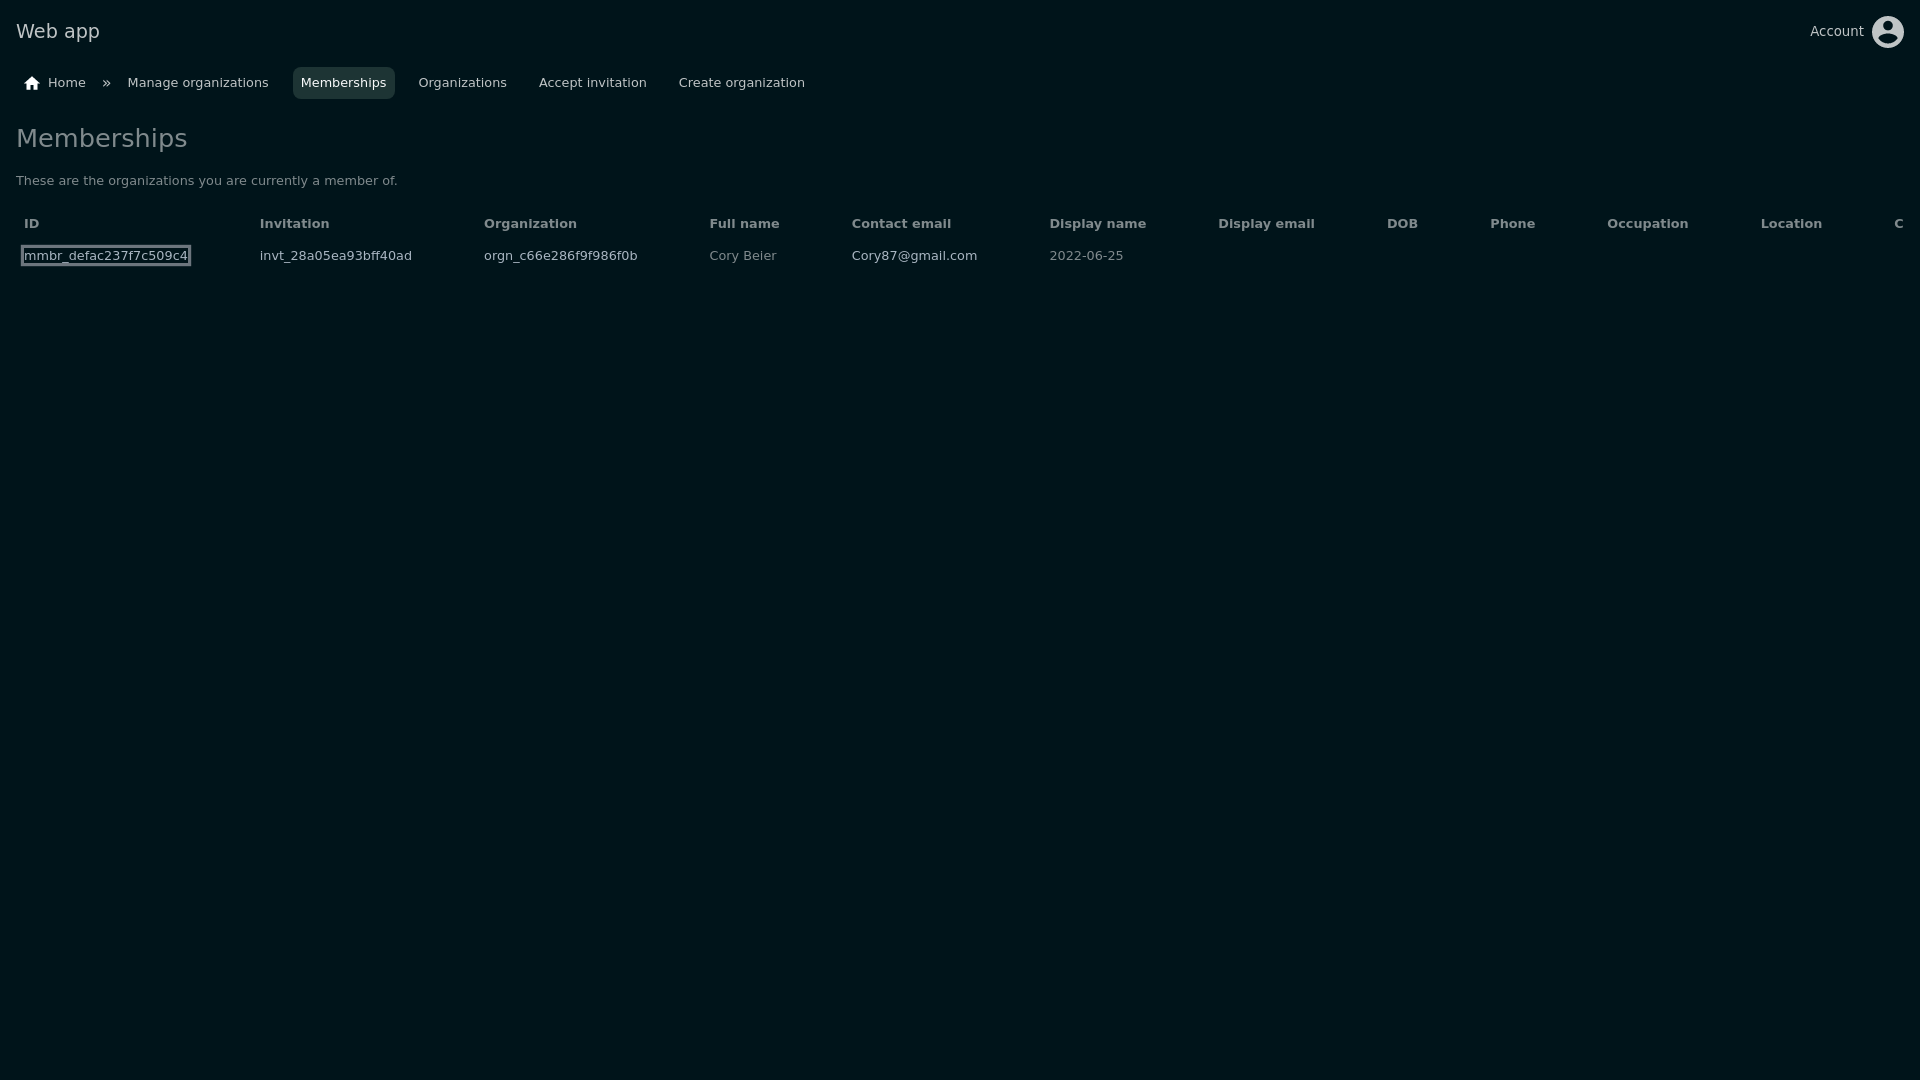 Web app
Account
Home » Manage organizations Memberships Organizations Accept invitation Create organization
Memberships
These are the organizations you are currently a member of.
ID Invitation Organization Full name Contact email Display name Display email DOB Phone Occupation Location C
mmbr_defac237f7c509c4 invt_28a05ea93bff40ad orgn_c66e286f9f986f0b Cory Beier Cory87@gmail.com 2022-06-25